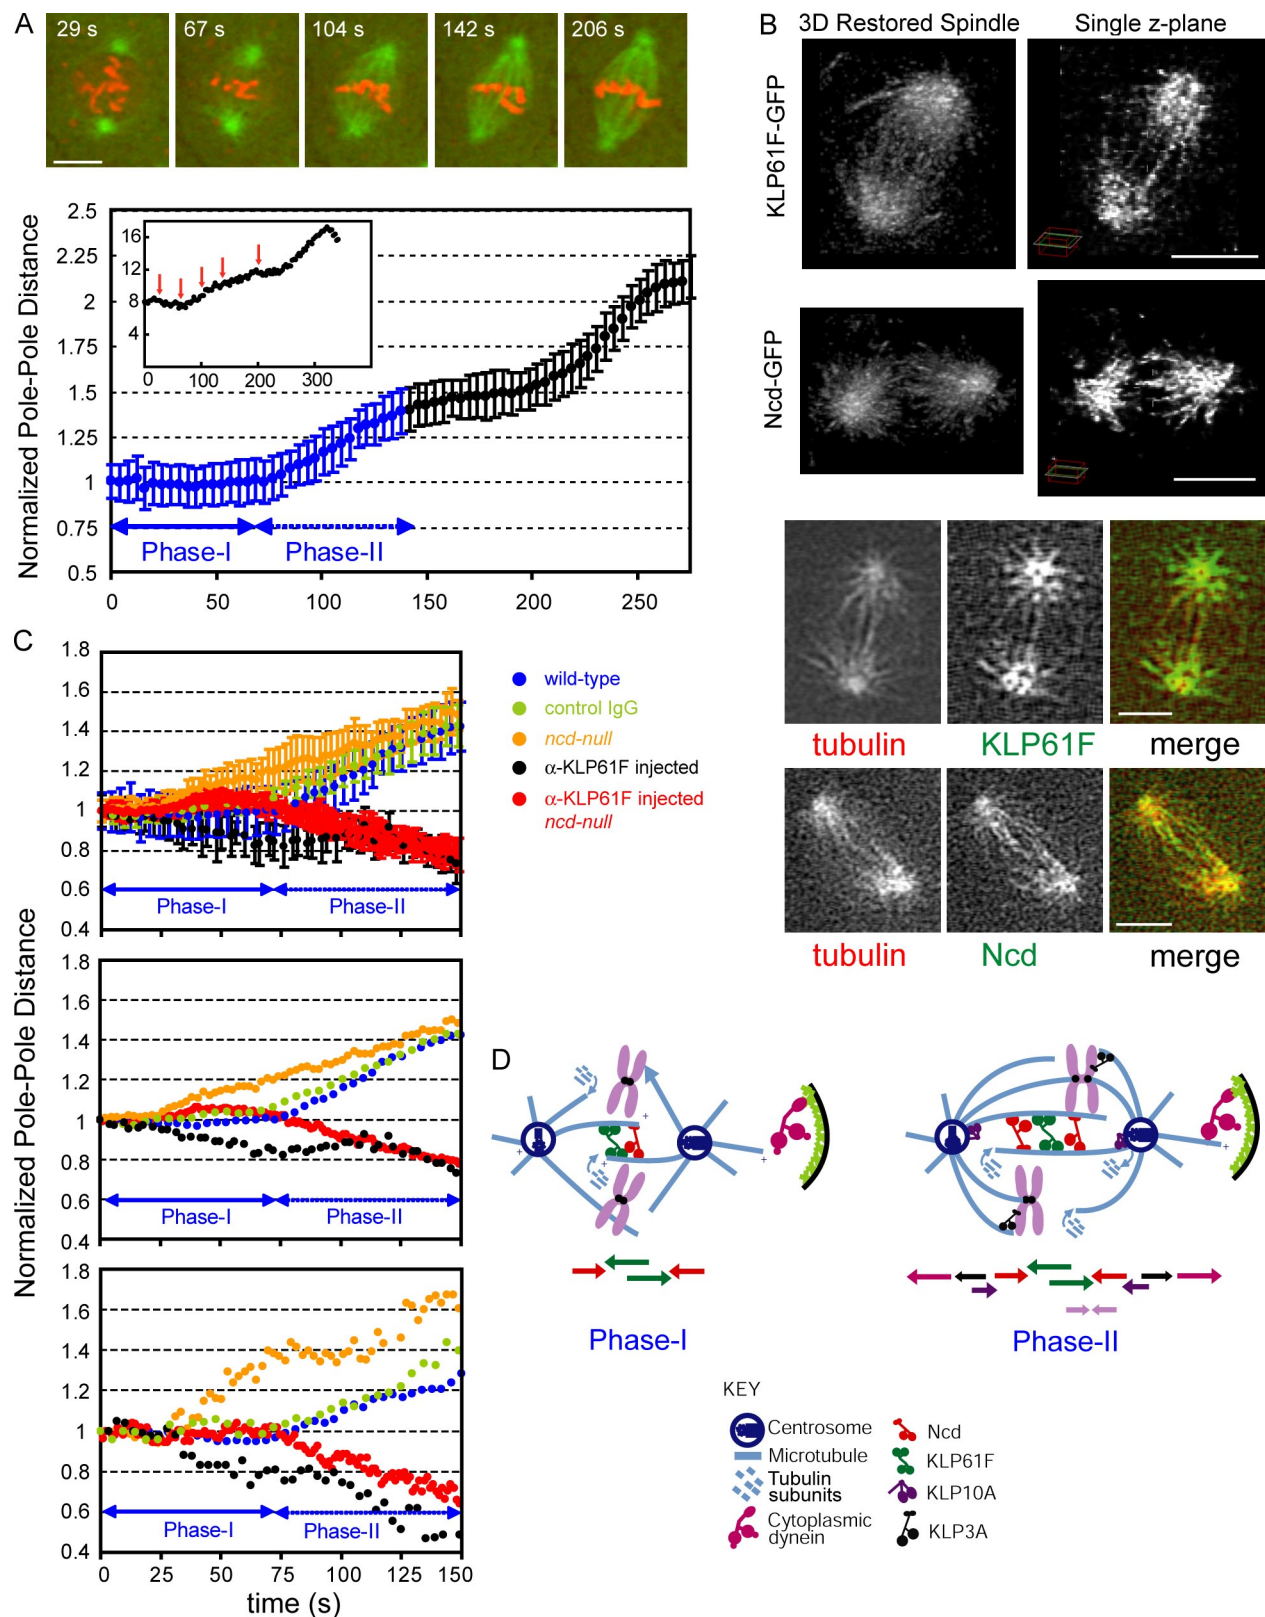 A
29 s
67 s
104 s
142 s
206 s
Normalized Pole-Pole Distance
2.5
2.25
2
1.75
1.5
1.25
1
0.75
0.5
16
12
8
4
0
100
200
300
Phase-I
Phase-II
0
50
100
150
200
250
B
3D Restored Spindle
Single z-plane
KLP61F-GFP
Ncd-GFP
tubulin
KLP61F
merge
tubulin
Ncd
merge
C
Normalized Pole-Pole Distance
1.8
1.6
1.4
1.2
1
0.8
0.6
0.4
Phase-I
Phase-II
wild-type
control IgG
ncd-null
α-KLP61F injected
α-KLP61F injected
ncd-null
1.8
1.6
1.4
1.2
1
0.8
0.6
0.4
Phase-I
Phase-II
1.8
1.6
1.4
1.2
1
0.8
0.6
0.4
Phase-I
Phase-II
0
25
50
75
100
125
150
time (s)
D
+
+
+
+
+
Phase-I
Phase-II
KEY
Centrosome
Microtubule
Tubulin
subunits
Cytoplasmic
dynein
Ncd
KLP61F
KLP10A
KLP3A